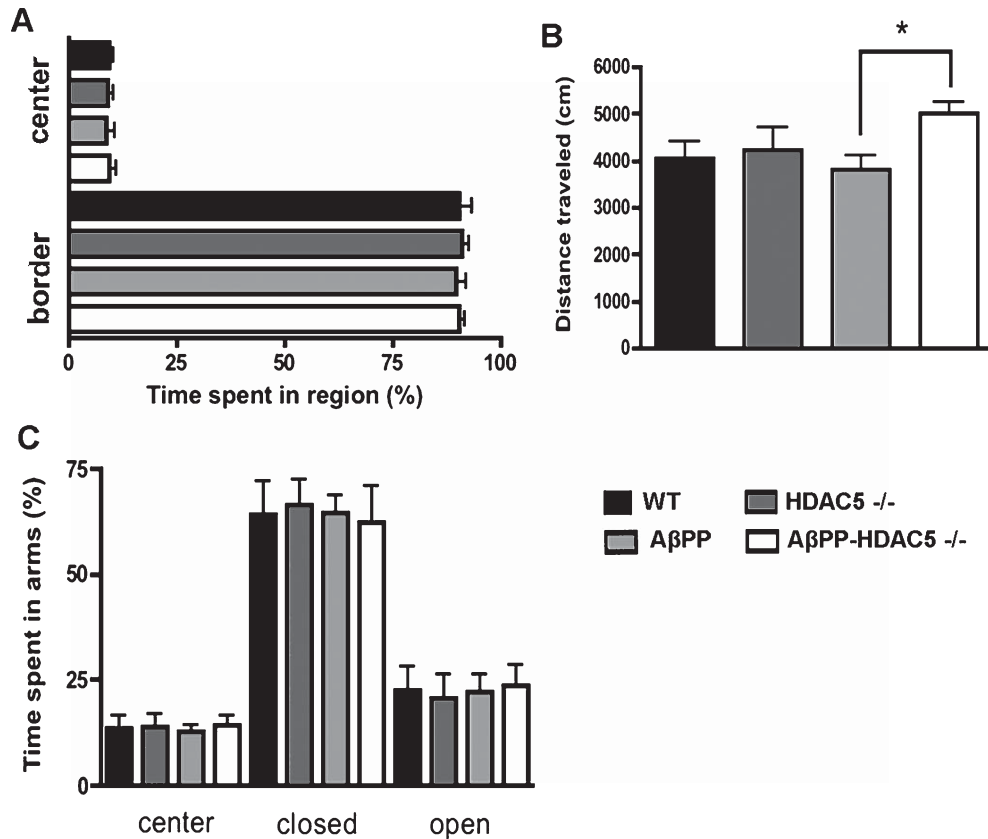 A
center
border
0 25 50 75 100
Time spent in region (%)
B
*
Distance traveled (cm)
6000
5000
4000
3000
2000
1000
0
C
Time spent in arms (%)
75
50
25
0
center closed open
WT HDAC5 -/-
AβPP AβPP-HDAC5 -/-